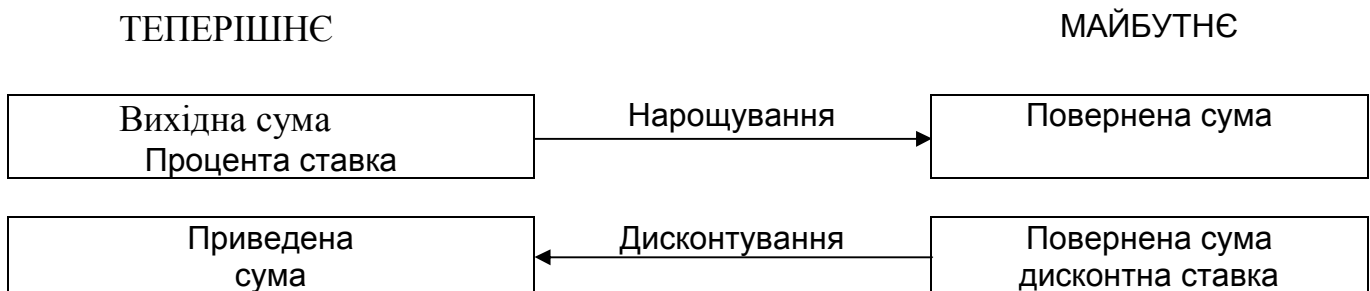 ТЕПЕРІШНЄ
МАЙБУТНЄ
Вихідна сума
Процента ставка
Нарощування
Повернена сума
Приведена
сума
Дисконтування
Повернена сума
дисконтна ставка